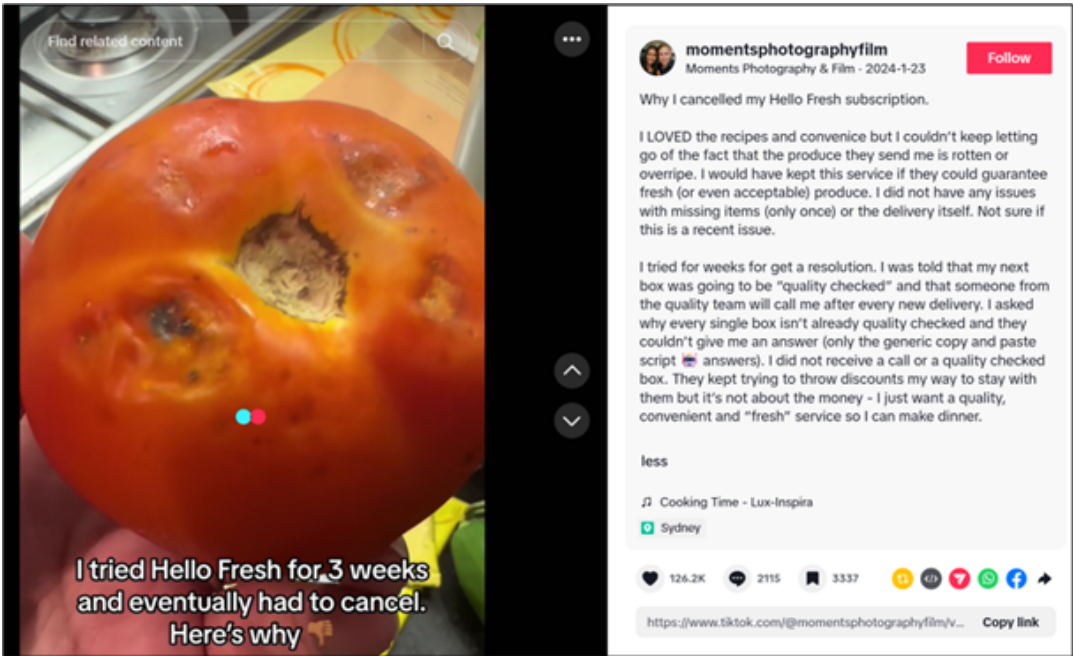 Find related content
I tried Hello Fresh for 3 weeks
and eventually had to cancel.
Here's why
momentsphotographyfilm
Moments Photography & Film - 2024-1-23
Follow
Why I cancelled my Hello Fresh subscription.
I LOVED the recipes and convenice but I couldn't keep letting
go of the fact that the produce they send me is rotten or
overripe. I would have kept this service if they could guarantee
fresh (or even acceptable) produce. I did not have any issues
with missing items (only once) or the delivery itself. Not sure if
this is a recent issue.
I tried for weeks for get a resolution. I was told that my next
box was going to be "quality checked" and that someone from
the quality team will call me after every new delivery. I asked
why every single box isn't already quality checked and they
couldn't give me an answer (only the generic copy and paste
script 🤖 answers). I did not receive a call or a quality checked
box. They kept trying to throw discounts my way to stay with
them but it's not about the money - I just want a quality,
convenient and "fresh" service so I can make dinner.
less
Cooking Time - Lux-Inspira
Sydney
126.2K 2115 3337
https://www.tiktok.com/@momentsphotographyfilm/v... Copy link